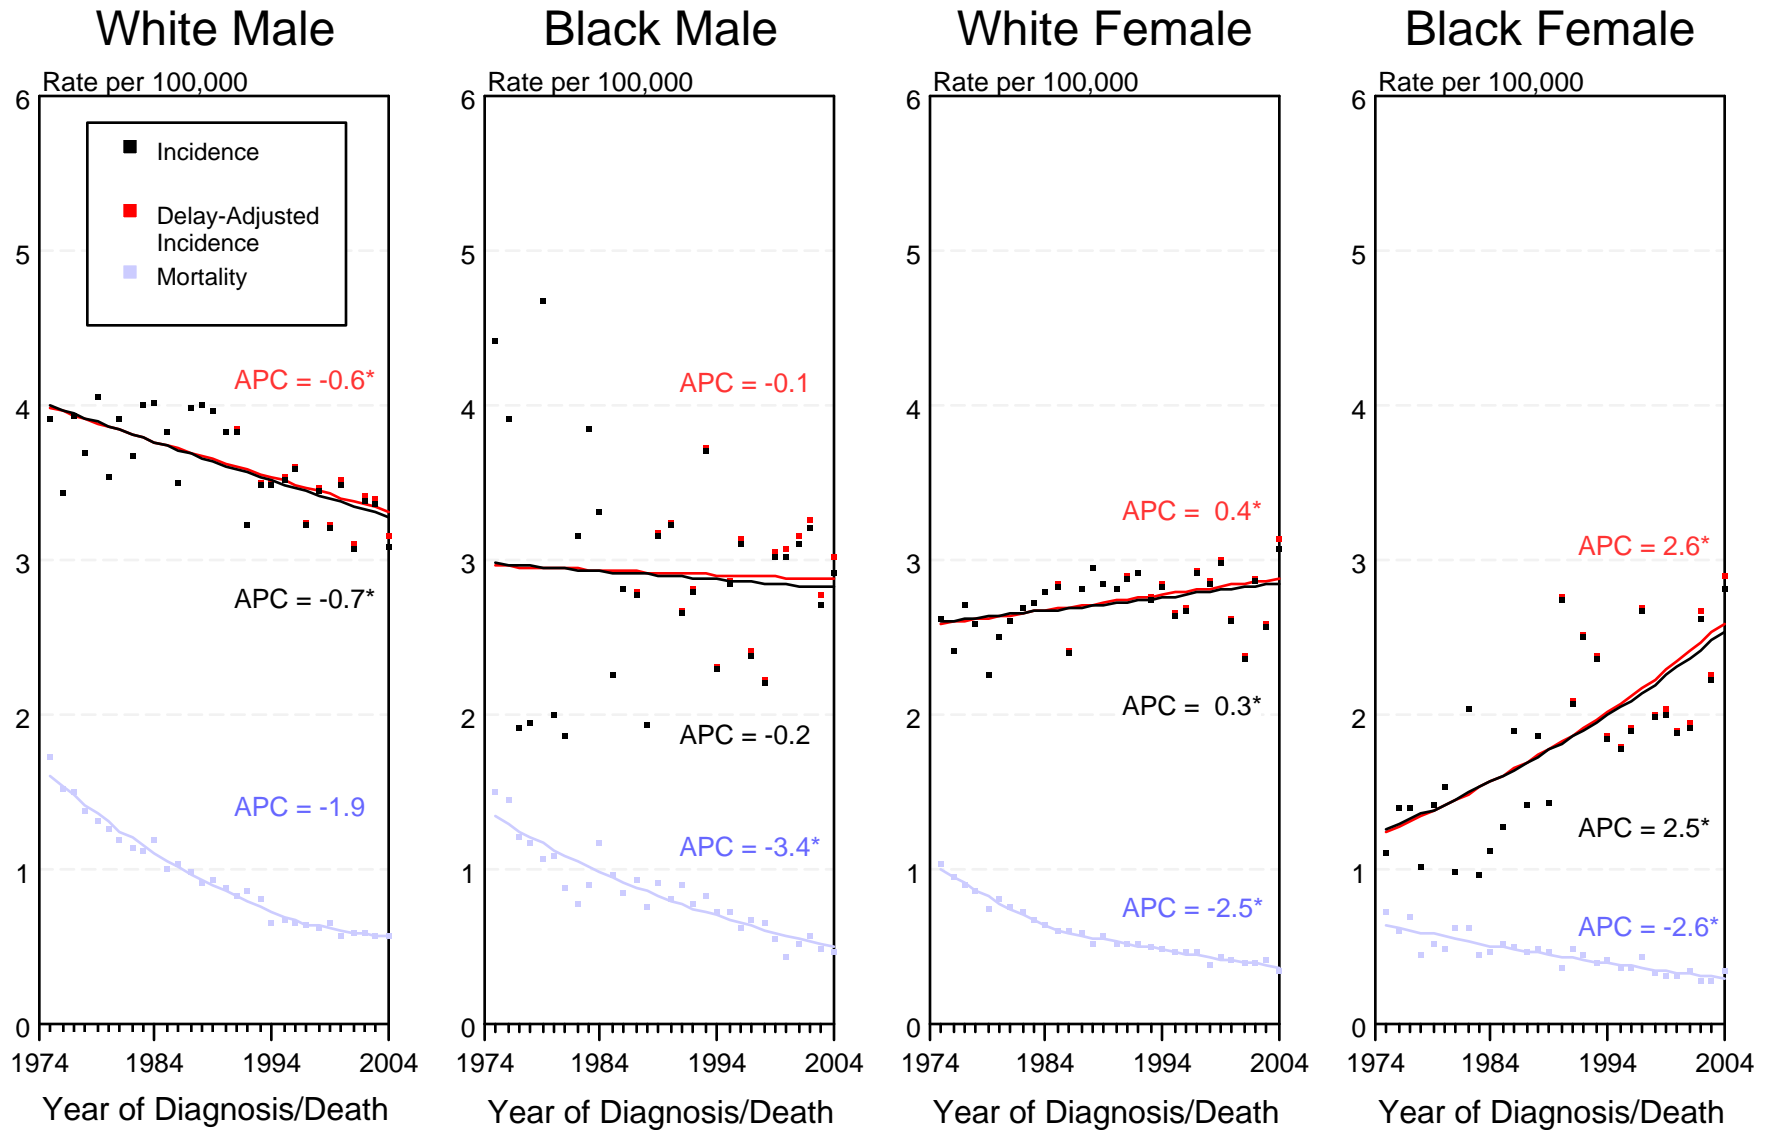 White Male
Black Male
White Female
Black Female
Rate per 100,000
Rate per 100,000
Rate per 100,000
Rate per 100,000
6
5
4
3
2
1
0
Incidence
Delay-Adjusted
Incidence
Mortality
APC = -0.6*
APC = -0.7*
APC = -1.9
1974
1984
1994
2004
Year of Diagnosis/Death
6
5
4
3
2
1
0
APC = -0.1
APC = -0.2
APC = -3.4*
1974
1984
1994
2004
Year of Diagnosis/Death
6
5
4
3
2
1
0
APC =  0.4*
APC =  0.3*
APC = -2.5*
1974
1984
1994
2004
Year of Diagnosis/Death
6
5
4
3
2
1
0
APC = 2.6*
APC = 2.5*
APC = -2.6*
1974
1984
1994
2004
Year of Diagnosis/Death